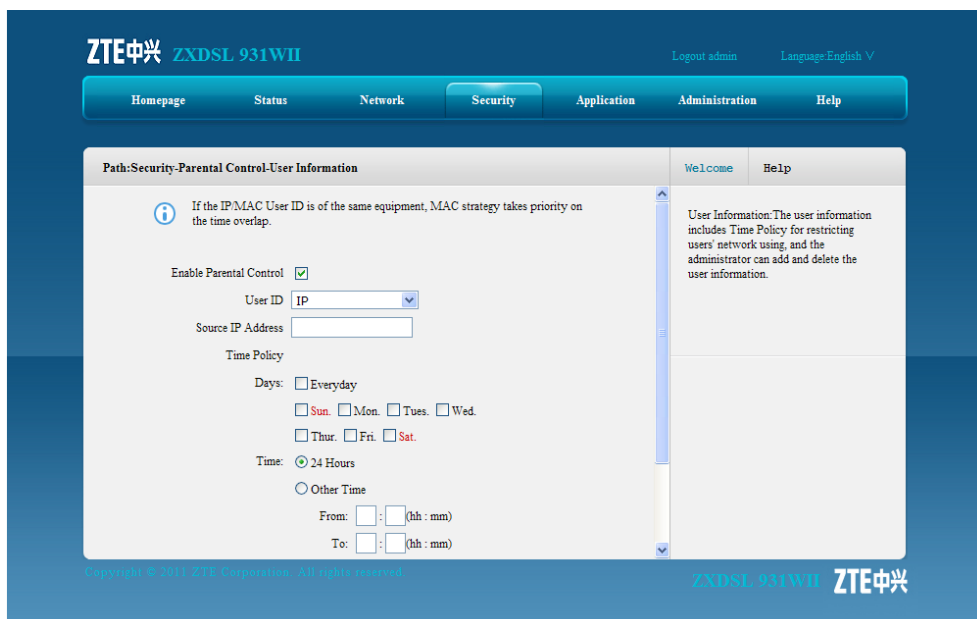 ZTE中兴 ZXDSL 931WII
Logout admin Language:English V
Homepage Status Network Security Application Administration Help
Path:Security-Parental Control-User Information
Welcome Help
If the IP/MAC User ID is of the same equipment, MAC strategy takes priority on
the time overlap.
Enable Parental Control
User ID IP
Source IP Address
Time Policy
Days: Everyday
Sun. Mon. Tues. Wed.
Thur. Fri. Sat.
Time: 24 Hours
Other Time
From: : (hh : mm)
To: : (hh : mm)
User Information:The user information
includes Time Policy for restricting
users' network using, and the
administrator can add and delete the
user information.
Copyright © 2011 ZTE Corporation. All rights reserved.
ZXDSL 931WII ZTE中兴